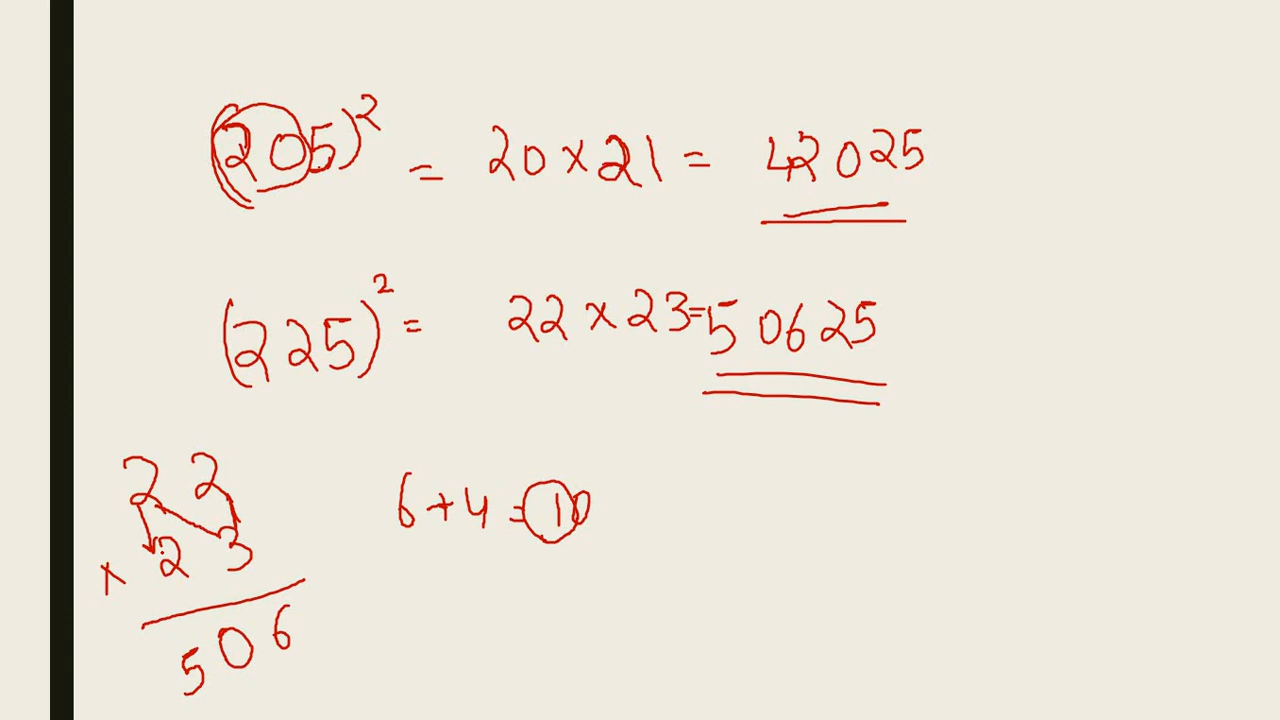 (205)² = 20 × 21 = 42025
(225)² = 22 × 23 = 50625
22
6+4 = 10
× 23
506